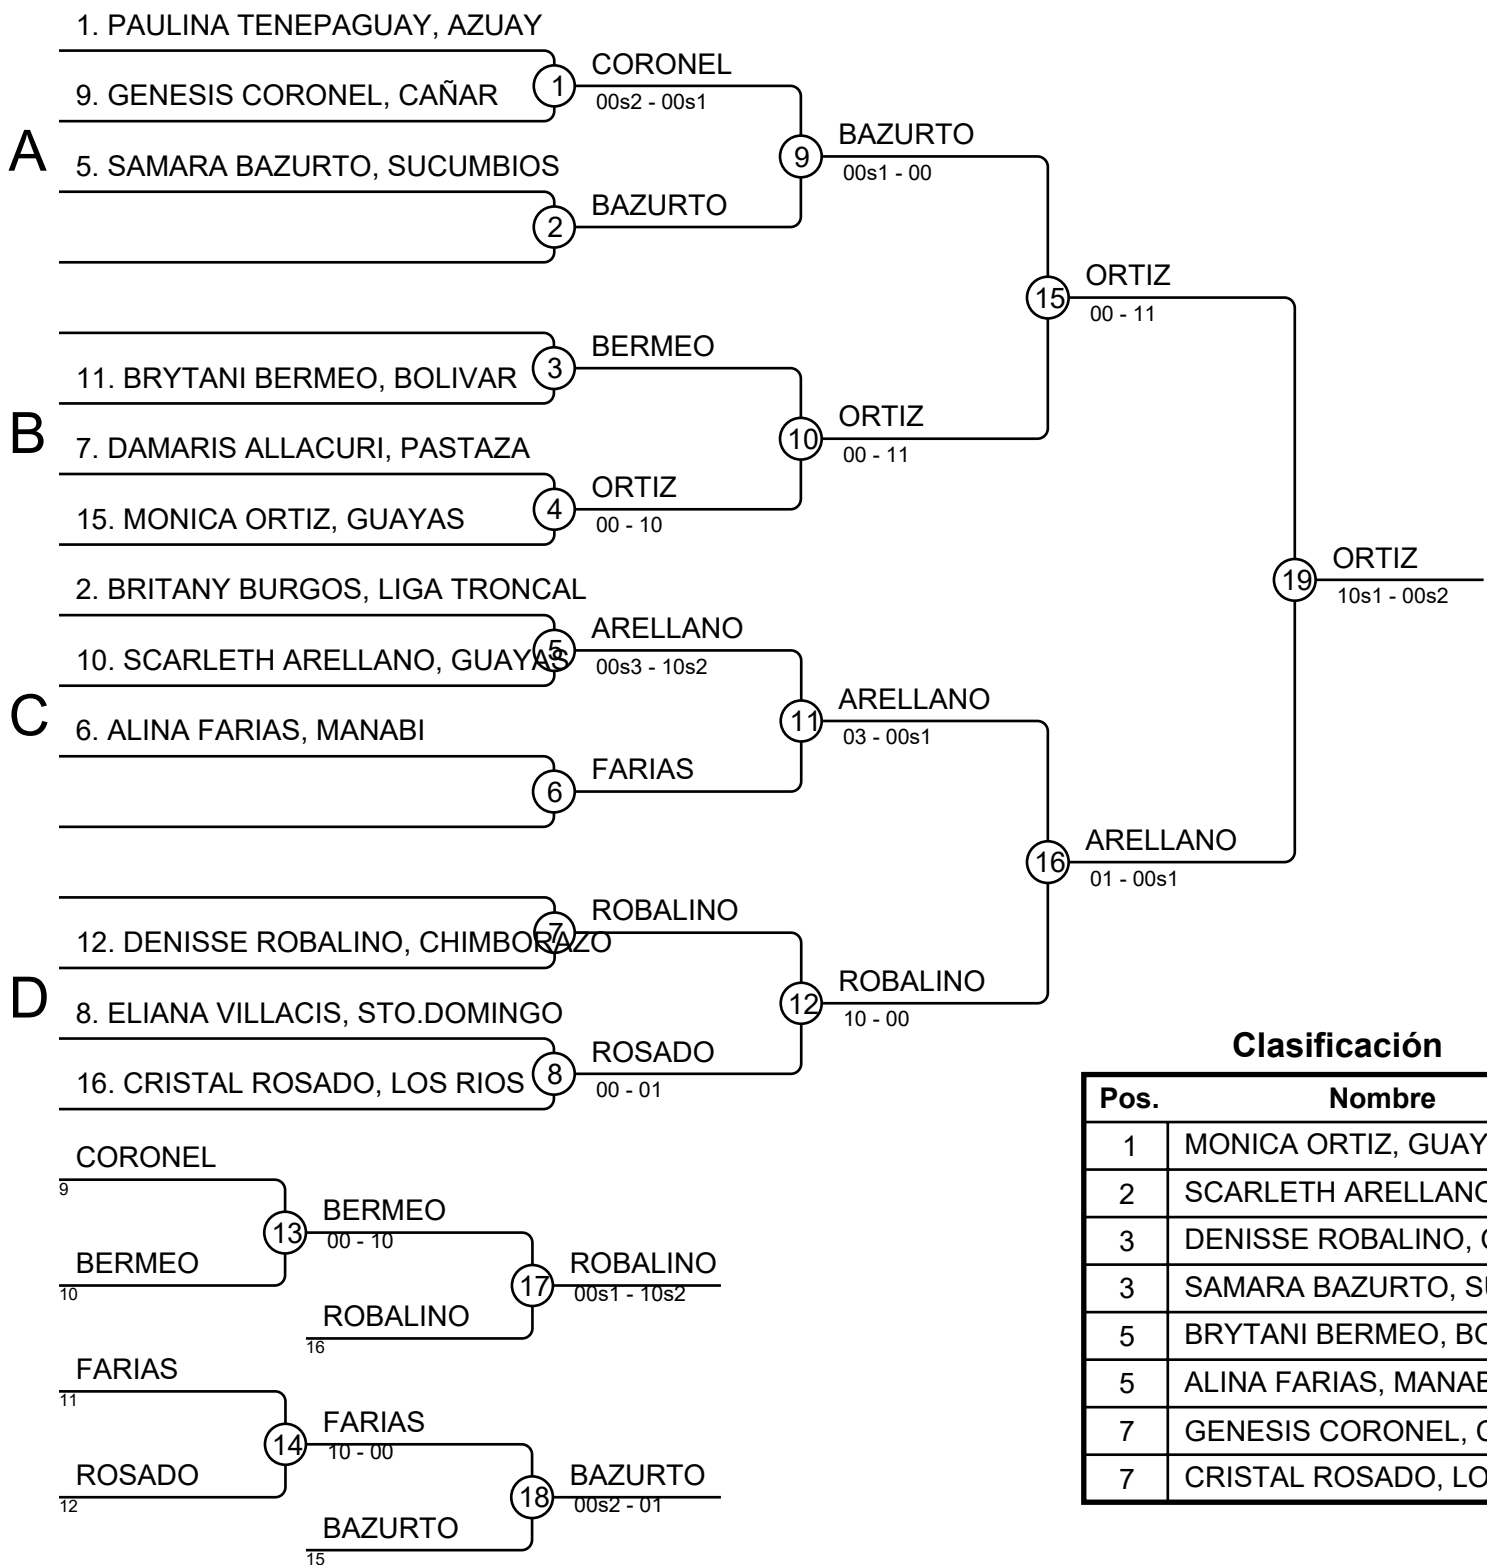 1. PAULINA TENEPAGUAY, AZUAY
9. GENESIS CORONEL, CAÑAR
1
CORONEL
00s2 - 00s1
A
5. SAMARA BAZURTO, SUCUMBIOS
2
BAZURTO
9
BAZURTO
00s1 - 00
3
BERMEO
11. BRYTANI BERMEO, BOLIVAR
B
7. DAMARIS ALLACURI, PASTAZA
15. MONICA ORTIZ, GUAYAS
4
ORTIZ
00 - 10
10
ORTIZ
00 - 11
15
ORTIZ
00 - 11
2. BRITANY BURGOS, LIGA TRONCAL
10. SCARLETH ARELLANO, GUAYAS
5
ARELLANO
00s3 - 10s2
C
6. ALINA FARIAS, MANABI
6
FARIAS
11
ARELLANO
03 - 00s1
7
ROBALINO
12. DENISSE ROBALINO, CHIMBORAZO
D
8. ELIANA VILLACIS, STO.DOMINGO
16. CRISTAL ROSADO, LOS RIOS
8
ROSADO
00 - 01
12
ROBALINO
10 - 00
16
ARELLANO
01 - 00s1
19
ORTIZ
10s1 - 00s2
CORONEL
9
BERMEO
10
13
BERMEO
00 - 10
ROBALINO
16
17
ROBALINO
00s1 - 10s2
FARIAS
11
ROSADO
12
14
FARIAS
10 - 00
BAZURTO
15
18
BAZURTO
00s2 - 01
Clasificación
Pos. Nombre
1 MONICA ORTIZ, GUAY
2 SCARLETH ARELLANO
3 DENISSE ROBALINO,
3 SAMARA BAZURTO, SU
5 BRYTANI BERMEO, BO
5 ALINA FARIAS, MANAB
7 GENESIS CORONEL,
7 CRISTAL ROSADO, LO